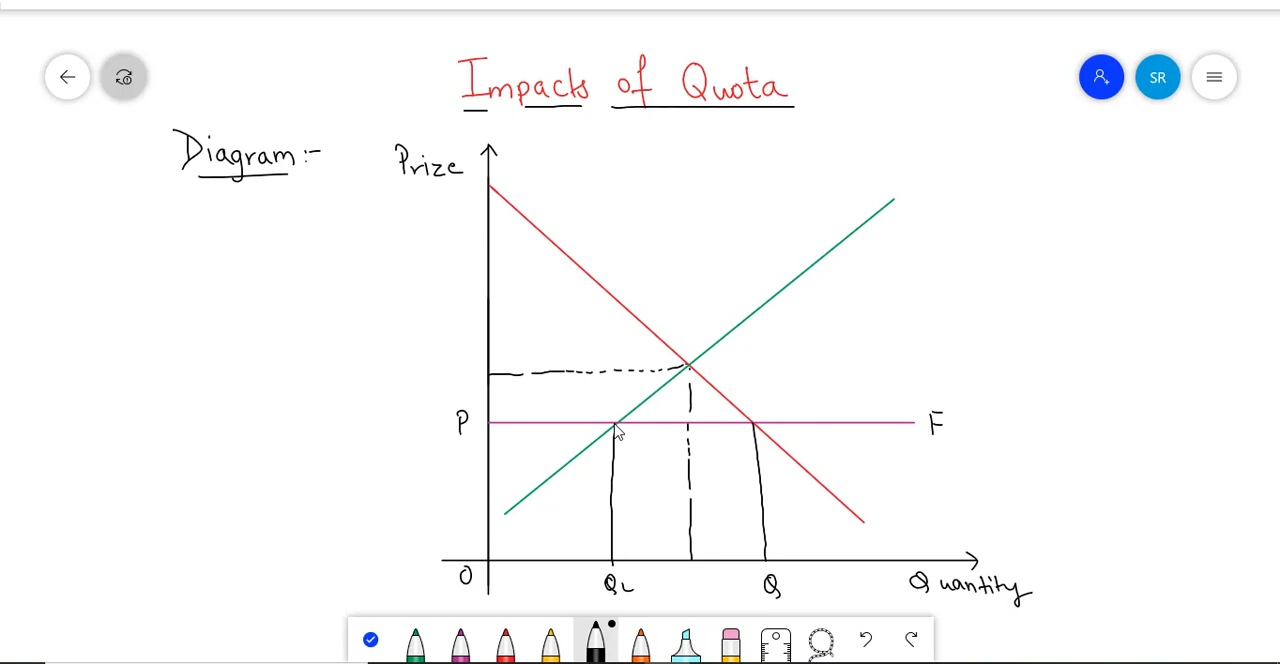 SR
Impacts of Quota
Diagram:-
Prize
P
F
O
QL
Q
Quantity